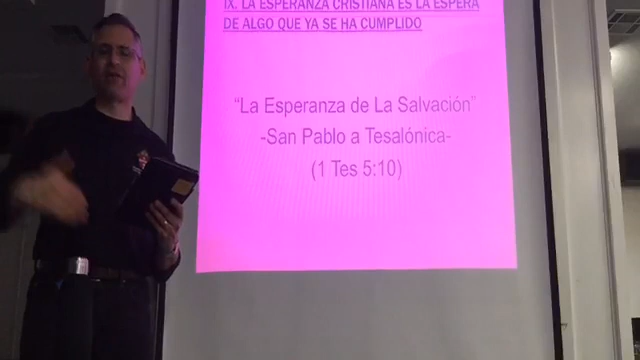 IX. LA ESPERANZA CRISTIANA ES LA ESPERA
DE ALGO QUE YA SE HA CUMPLIDO
“La Esperanza de La Salvación”
-San Pablo a Tesalónica-
(1 Tes 5:10)